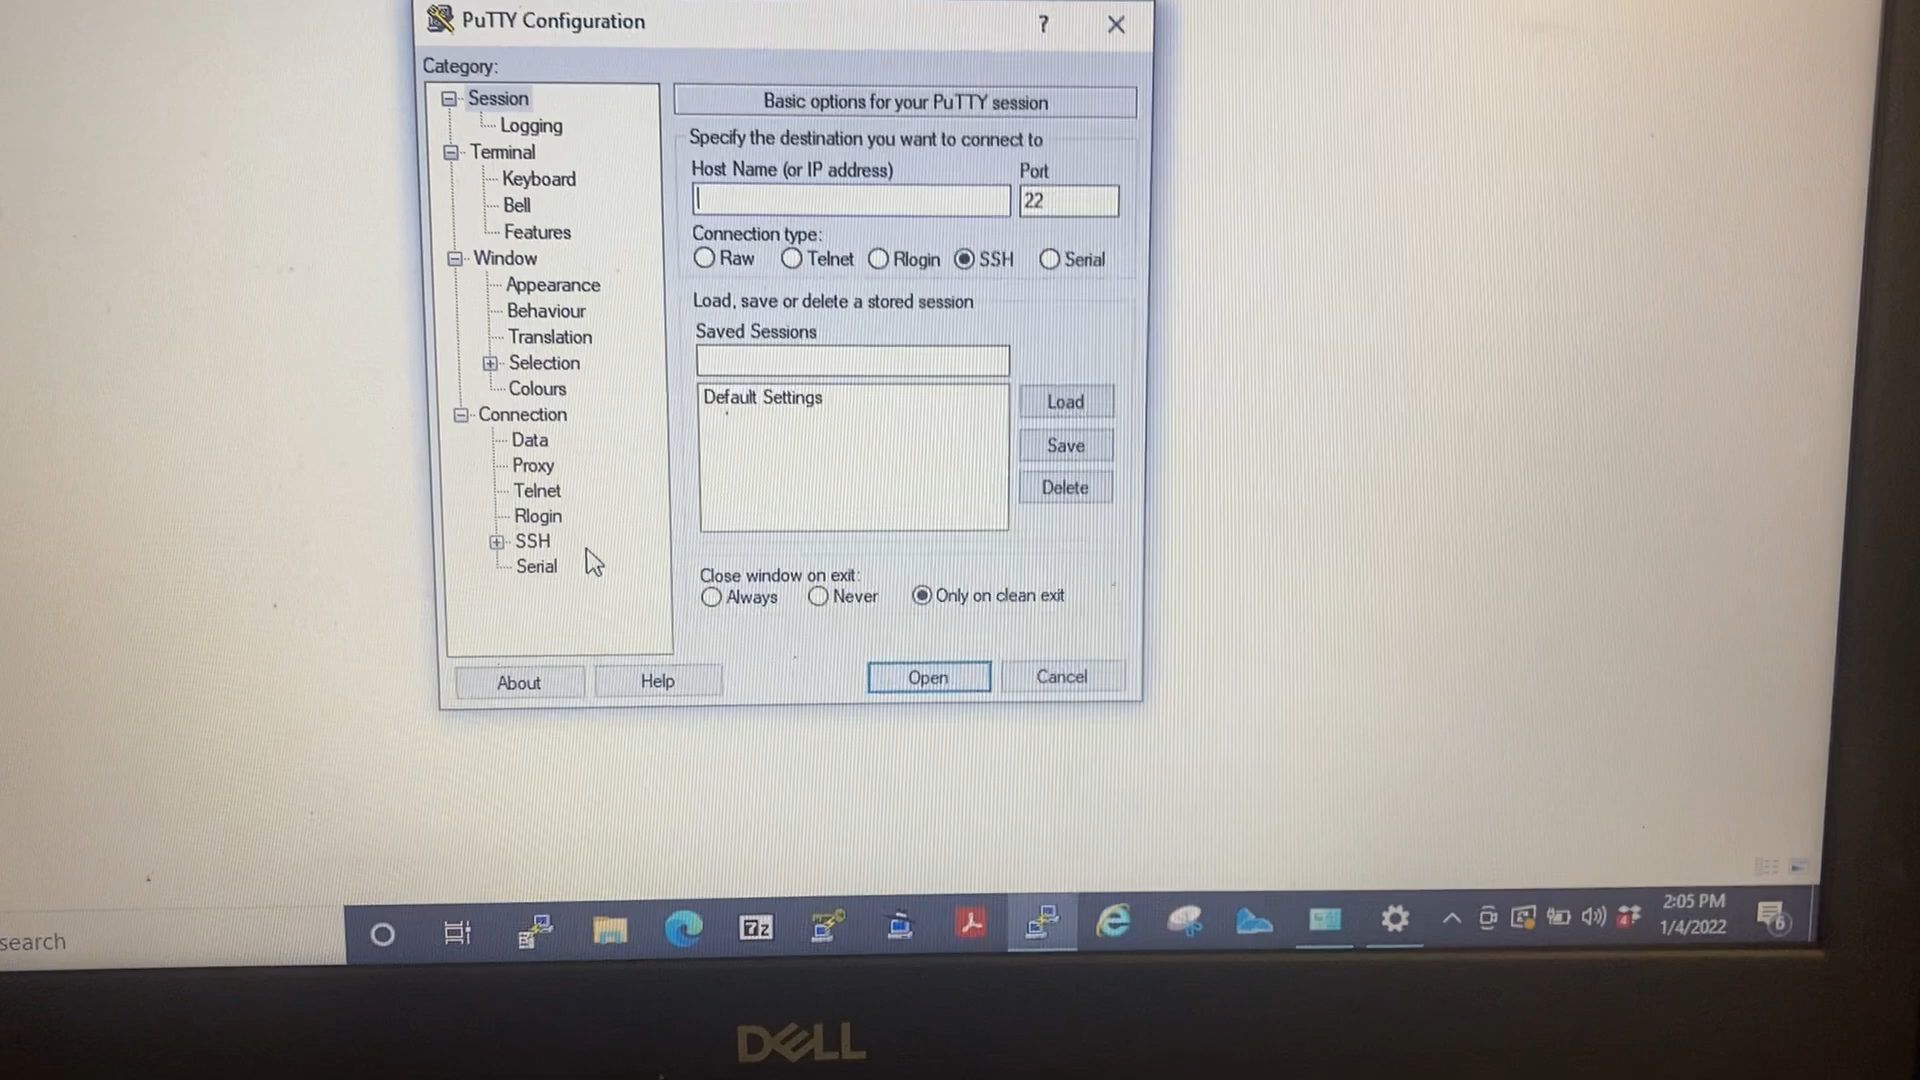 PuTTY Configuration
?
Category:
Session
Logging
Terminal
Keyboard
Bell
Features
Window
Appearance
Behaviour
Translation
Selection
Colours
Connection
Data
Proxy
Telnet
Rlogin
SSH
Serial
Basic options for your PuTTY session
Specify the destination you want to connect to
Host Name (or IP address) Port
22
Connection type:
Raw Telnet Rlogin SSH Serial
Load, save or delete a stored session
Saved Sessions
Default Settings
Load
Save
Delete
Close window on exit:
Always Never Only on clean exit
About Help Open Cancel
search
7z
2:05 PM
1/4/2022
6
DELL